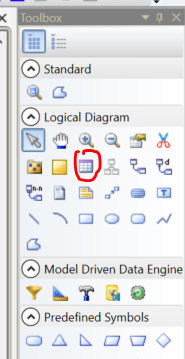 Toolbox
Standard
Logical Diagram
d
n-n
T
Model Driven Data Engine
Predefined Symbols